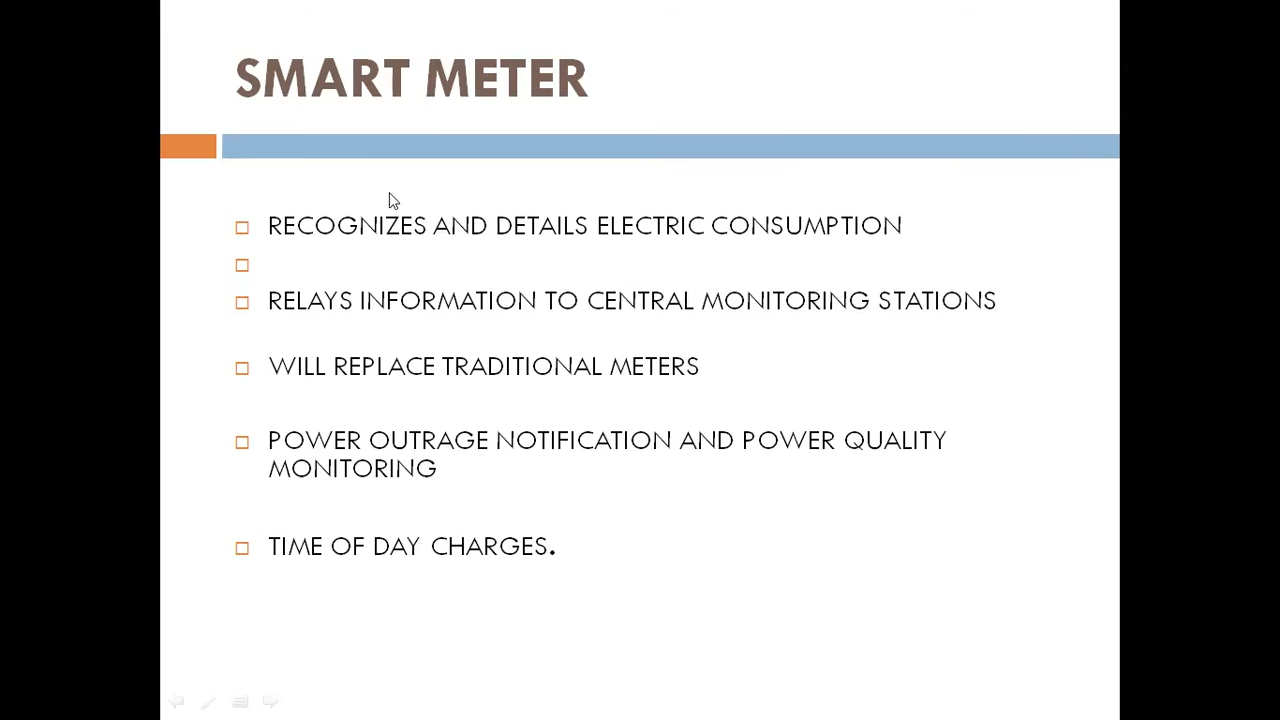 SMART METER
RECOGNIZES AND DETAILS ELECTRIC CONSUMPTION
RELAYS INFORMATION TO CENTRAL MONITORING STATIONS
WILL REPLACE TRADITIONAL METERS
POWER OUTRAGE NOTIFICATION AND POWER QUALITY
MONITORING
TIME OF DAY CHARGES.